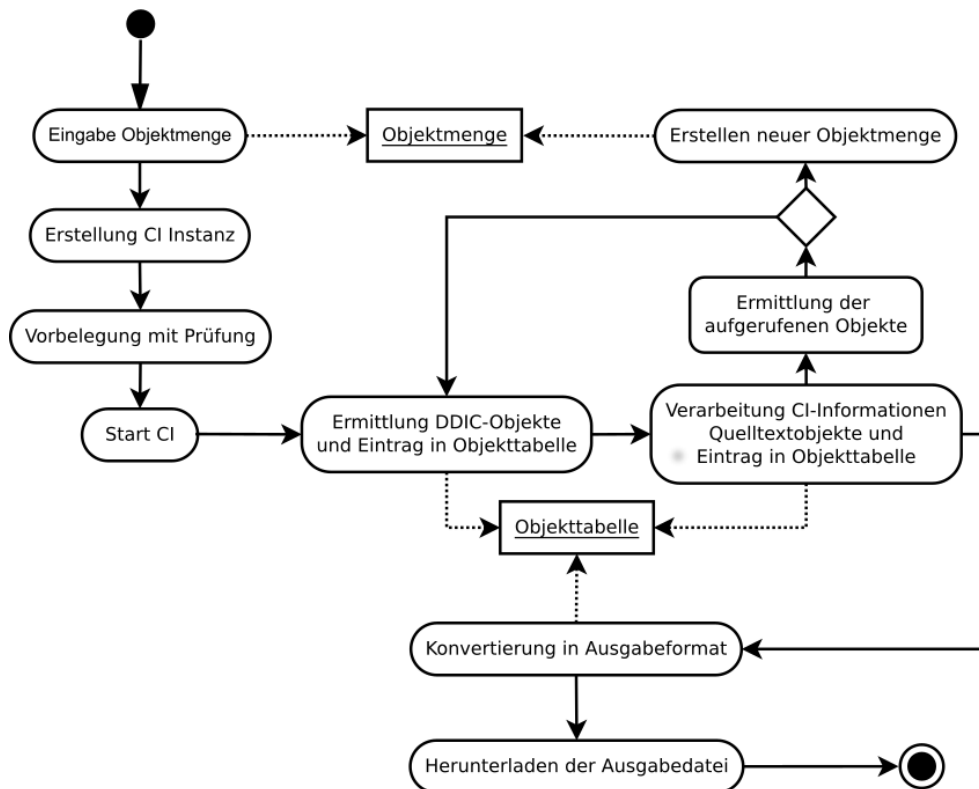 Eingabe Objektmenge
Objektmenge
Erstellen neuer Objektmenge
Erstellung CI Instanz
Vorbelegung mit Prüfung
Ermittlung der
aufgerufenen Objekte
Start CI
Ermittlung DDIC-Objekte
und Eintrag in Objekttabelle
Verarbeitung CI-Informationen
Quelltextobjekte und
Eintrag in Objekttabelle
Objekttabelle
Konvertierung in Ausgabeformat
Herunterladen der Ausgabedatei